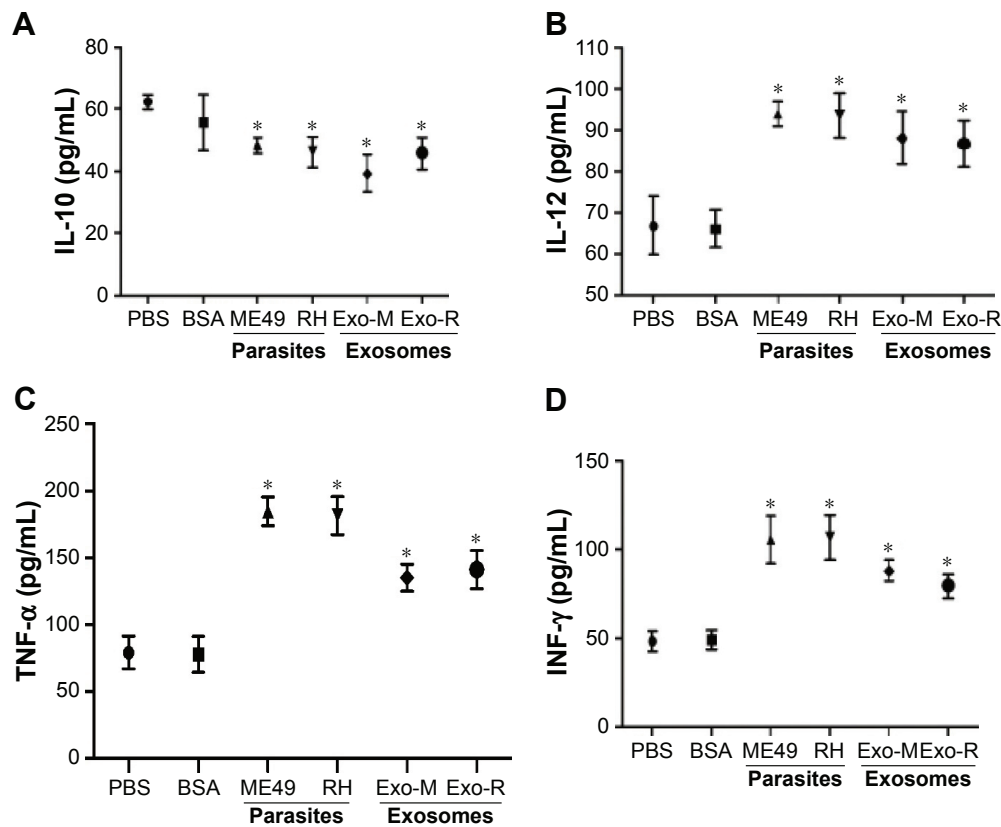 A
IL-10 (pg/mL)
80
60
40
20
0
* * * *
PBS BSA ME49 RH Exo-M Exo-R
Parasites Exosomes
B
IL-12 (pg/mL)
110
100
90
80
70
60
50
* * * *
PBS BSA ME49 RH Exo-M Exo-R
Parasites Exosomes
C
TNF-α (pg/mL)
250
200
150
100
50
0
* * * *
PBS BSA ME49 RH Exo-M Exo-R
Parasites Exosomes
D
INF-γ (pg/mL)
150
100
50
0
* * * *
PBS BSA ME49 RH Exo-M Exo-R
Parasites Exosomes